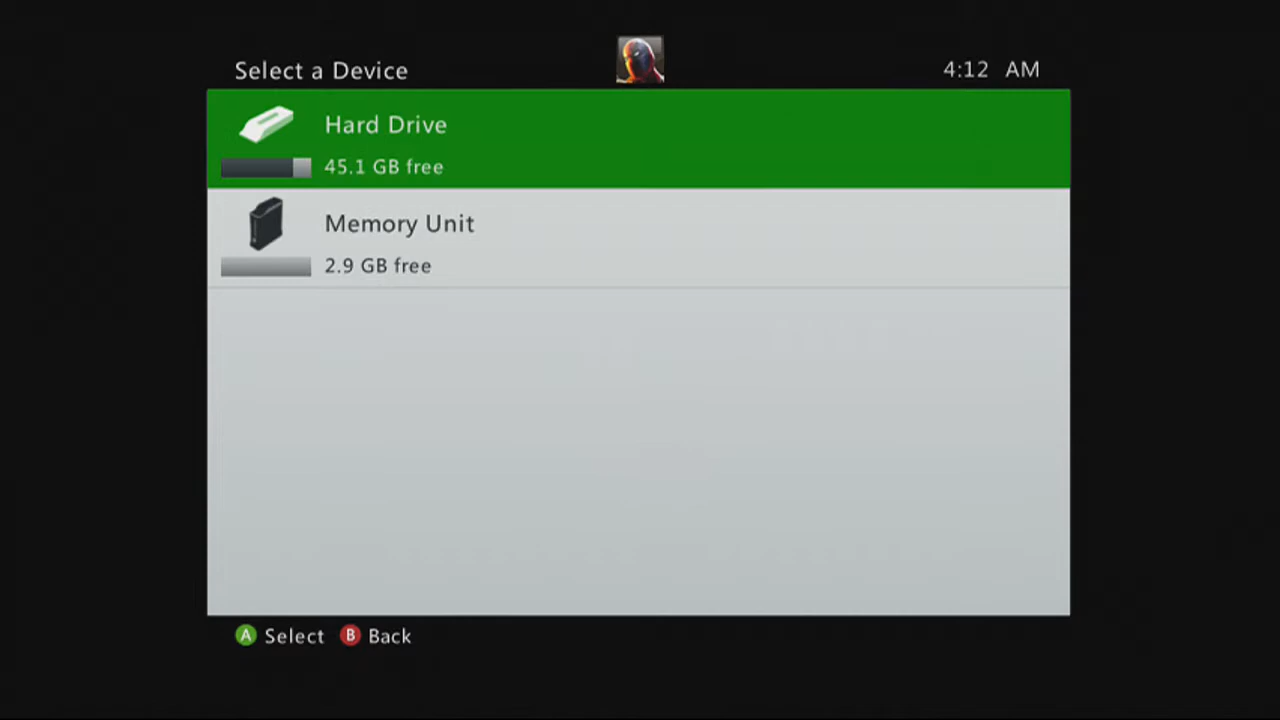 Select a Device
4:12 AM
Hard Drive
45.1 GB free
Memory Unit
2.9 GB free
A Select B Back